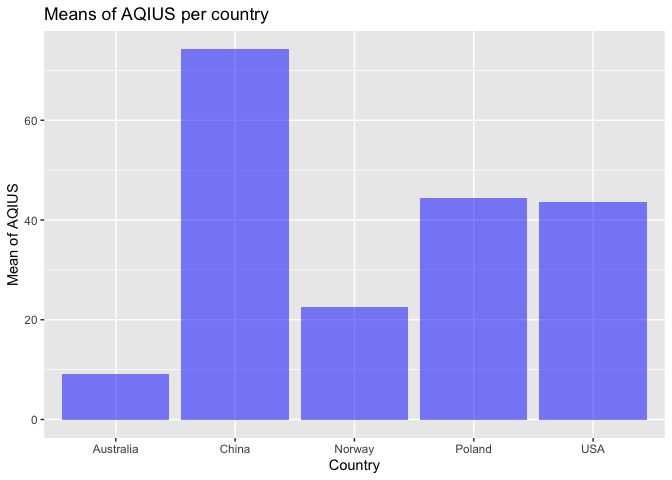 Means of AQIUS per country
Mean of AQIUS
60
40
20
0
Australia China Norway Poland USA
Country